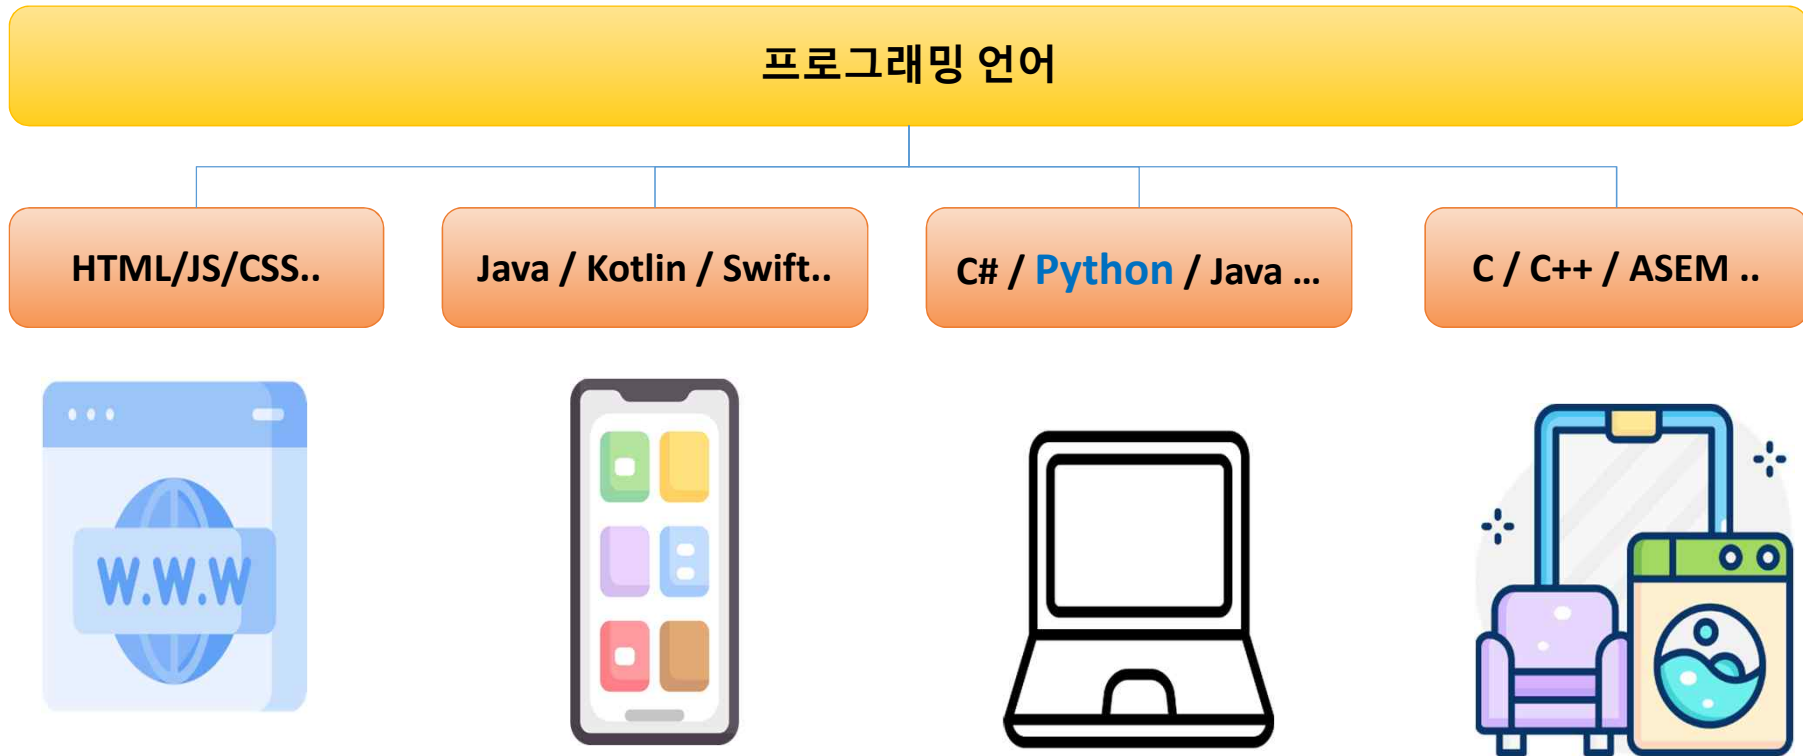 프로그래밍 언어
HTML/JS/CSS..
Java / Kotlin / Swift..
C# / Python / Java ...
C / C++ / ASEM ..
W.W.W